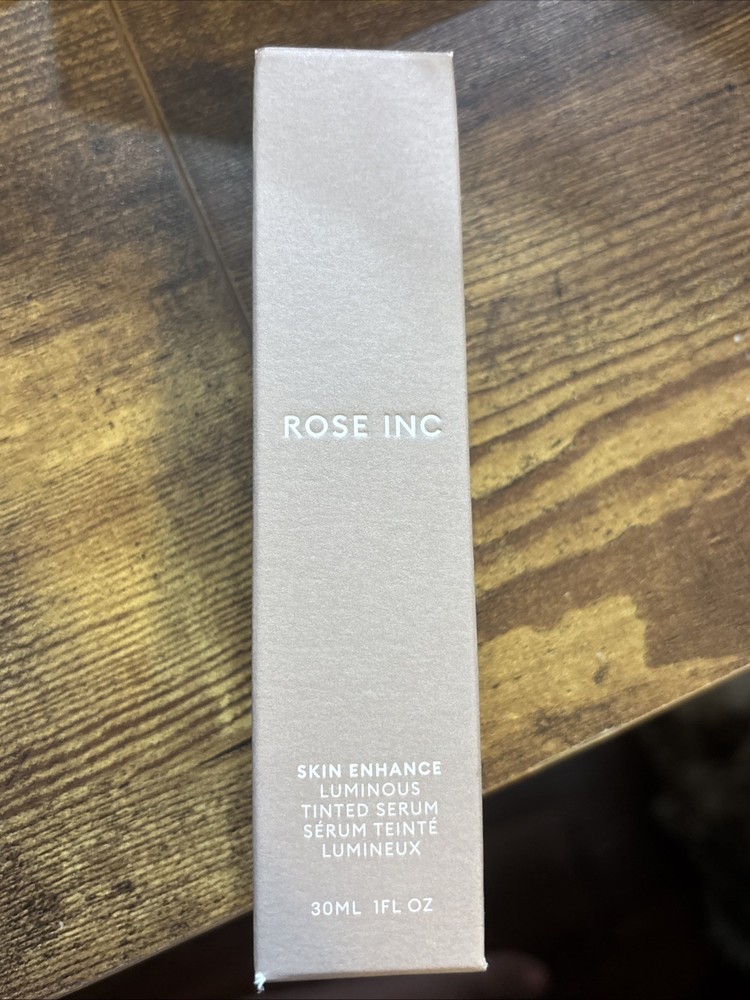 ROSE INC
SKIN ENHANCE
LUMINOUS
TINTED SERUM
SÉRUM TEINTÉ
LUMINEUX
30ML 1FL OZ